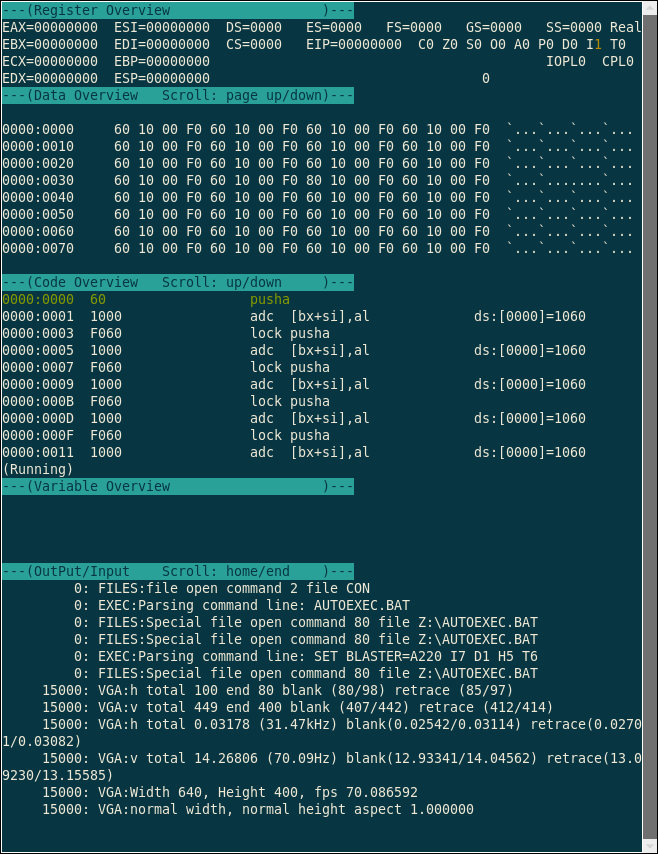 ---(Register Overview                   )---
EAX=00000000  ESI=00000000  DS=0000   ES=0000   FS=0000   GS=0000   SS=0000 Real
EBX=00000000  EDI=00000000  CS=0000   EIP=00000000  C0 Z0 S0 O0 A0 P0 D0 I1 T0
ECX=00000000  EBP=00000000                                          IOPL0  CPL0
EDX=00000000  ESP=00000000                                  0
---(Data Overview   Scroll: page up/down)---
0000:0000     60 10 00 F0 60 10 00 F0 60 10 00 F0 60 10 00 F0  `...`...`...`...
0000:0010     60 10 00 F0 60 10 00 F0 60 10 00 F0 60 10 00 F0  `...`...`...`...
0000:0020     60 10 00 F0 60 10 00 F0 60 10 00 F0 60 10 00 F0  `...`...`...`...
0000:0030     60 10 00 F0 60 10 00 F0 80 10 00 F0 60 10 00 F0  `...`.......`...
0000:0040     60 10 00 F0 60 10 00 F0 60 10 00 F0 60 10 00 F0  `...`...`...`...
0000:0050     60 10 00 F0 60 10 00 F0 60 10 00 F0 60 10 00 F0  `...`...`...`...
0000:0060     60 10 00 F0 60 10 00 F0 60 10 00 F0 60 10 00 F0  `...`...`...`...
0000:0070     60 10 00 F0 60 10 00 F0 60 10 00 F0 60 10 00 F0  `...`...`...`...
---(Code Overview   Scroll: up/down     )---
0000:0000  60                  pusha
0000:0001  1000                adc  [bx+si],al             ds:[0000]=1060
0000:0003  F060                lock pusha
0000:0005  1000                adc  [bx+si],al             ds:[0000]=1060
0000:0007  F060                lock pusha
0000:0009  1000                adc  [bx+si],al             ds:[0000]=1060
0000:000B  F060                lock pusha
0000:000D  1000                adc  [bx+si],al             ds:[0000]=1060
0000:000F  F060                lock pusha
0000:0011  1000                adc  [bx+si],al             ds:[0000]=1060
(Running)
---(Variable Overview                   )---
---(OutPut/Input    Scroll: home/end    )---
         0: FILES:file open command 2 file CON
         0: EXEC:Parsing command line: AUTOEXEC.BAT
         0: FILES:Special file open command 80 file Z:\AUTOEXEC.BAT
         0: FILES:Special file open command 80 file Z:\AUTOEXEC.BAT
         0: EXEC:Parsing command line: SET BLASTER=A220 I7 D1 H5 T6
         0: FILES:Special file open command 80 file Z:\AUTOEXEC.BAT
     15000: VGA:h total 100 end 80 blank (80/98) retrace (85/97)
     15000: VGA:v total 449 end 400 blank (407/442) retrace (412/414)
     15000: VGA:h total 0.03178 (31.47kHz) blank(0.02542/0.03114) retrace(0.0270
1/0.03082)
     15000: VGA:v total 14.26806 (70.09Hz) blank(12.93341/14.04562) retrace(13.0
9230/13.15585)
     15000: VGA:Width 640, Height 400, fps 70.086592
     15000: VGA:normal width, normal height aspect 1.000000